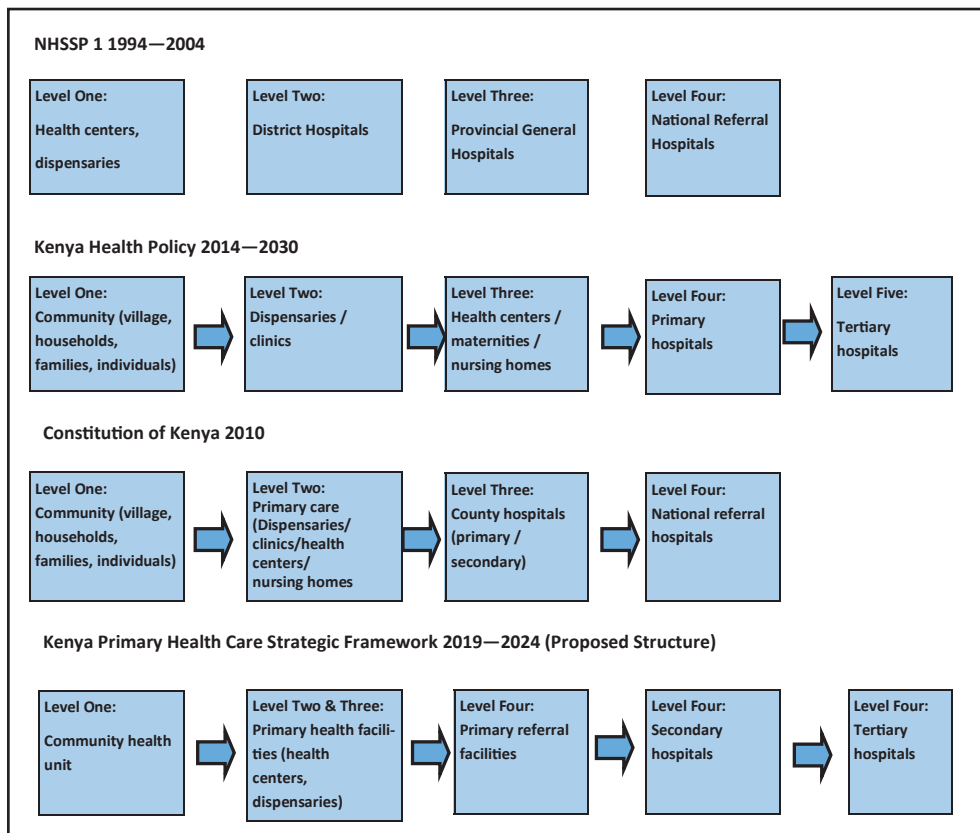 NHSSP 1 1994—2004
Level One:
Health centers,
dispensaries
Level Two:
District Hospitals
Level Three:
Provincial General
Hospitals
Level Four:
National Referral
Hospitals
Kenya Health Policy 2014—2030
Level One:
Community (village,
households,
families, individuals)
Level Two:
Dispensaries /
clinics
Level Three:
Health centers /
maternities /
nursing homes
Level Four:
Primary
hospitals
Level Five:
Tertiary
hospitals
Constitution of Kenya 2010
Level One:
Community (village,
households,
families, individuals)
Level Two:
Primary care
(Dispensaries/
clinics/health
centers/
nursing homes
Level Three:
County hospitals
(primary /
secondary)
Level Four:
National referral
hospitals
Kenya Primary Health Care Strategic Framework 2019—2024 (Proposed Structure)
Level One:
Community health
unit
Level Two & Three:
Primary health facili-
ties (health
centers,
dispensaries)
Level Four:
Primary referral
facilities
Level Four:
Secondary
hospitals
Level Four:
Tertiary
hospitals